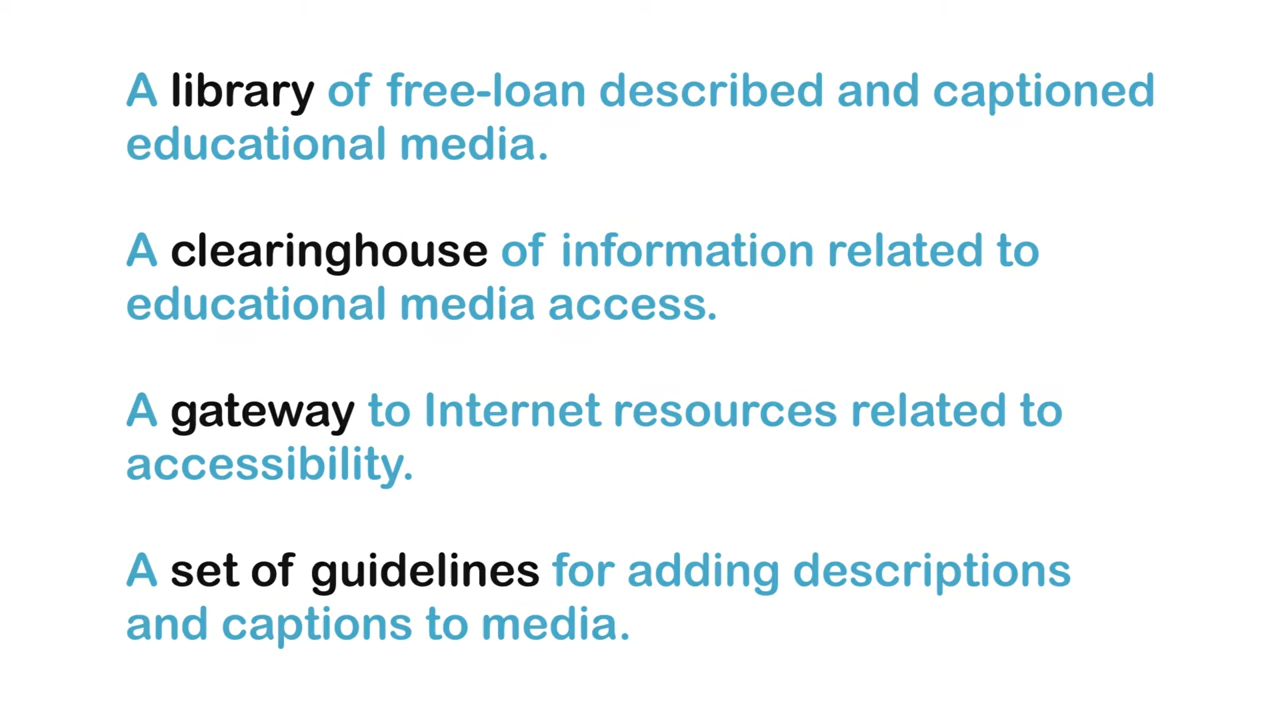 A library of free-loan described and captioned
educational media.
A clearinghouse of information related to
educational media access.
A gateway to Internet resources related to
accessibility.
A set of guidelines for adding descriptions
and captions to media.